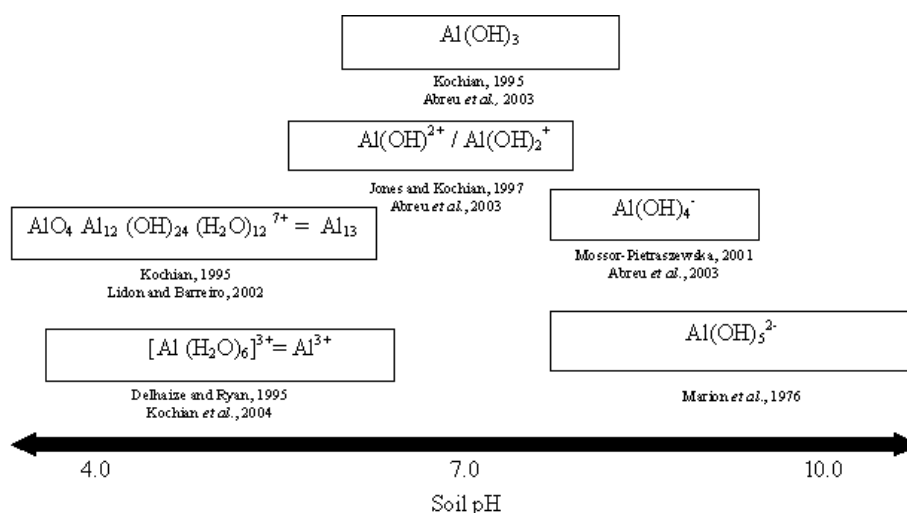 Al(OH)₃
Kochian, 1995
Abreu et al., 2003
Al(OH)²⁺ / Al(OH)₂⁺
Jones and Kochian, 1997
Abreu et al., 2003
AlO₄ Al₁₂ (OH)₂₄ (H₂O)₁₂ ⁷⁺ = Al₁₃
Kochian, 1995
Lidon and Barreiro, 2002
Al(OH)₄⁻
Mossor-Pietraszewska, 2001
Abreu et al., 2003
[Al (H₂O)₆]³⁺= Al³⁺
Delhaize and Ryan, 1995
Kochian et al., 2004
Al(OH)₅²⁻
Marion et al., 1976
4.0 7.0 10.0
Soil pH